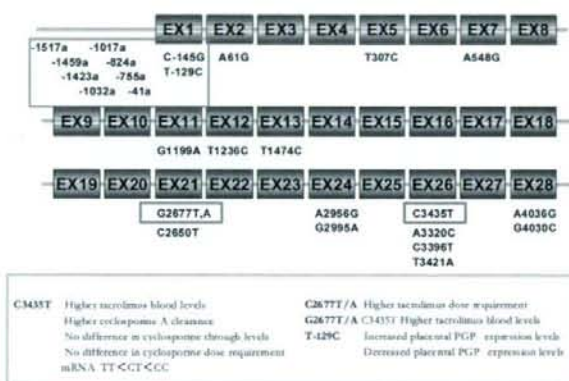 EX1 EX2 EX3 EX4 EX5 EX6 EX7 EX8
-1517a -1017a
-1459a -824a
-1423a -755a
-1032a -41a
C-145G A61G T307C A548G
T-129C
EX9 EX10 EX11 EX12 EX13 EX14 EX15 EX16 EX17 EX18
G1199A T1236C T1474C
EX19 EX20 EX21 EX22 EX23 EX24 EX25 EX26 EX27 EX28
G2677T,A A2956G C3435T A4036G
C2650T G2995A A3320C G4030C
C3396T
T3421A
C3435T Higher tacrolimus blood levels
Higher cyclosporine A clearance
No difference in cyclosporine through levels
No difference in cyclosporine dose requirement
mRNA TT<CT<CC
C2677T/A Higher tacrolimus dose requirement
G2677T/A C3435T Higher tacrolimus blood levels
T-129C Increased placental PGP expression levels
Decreased placental PGP expression levels